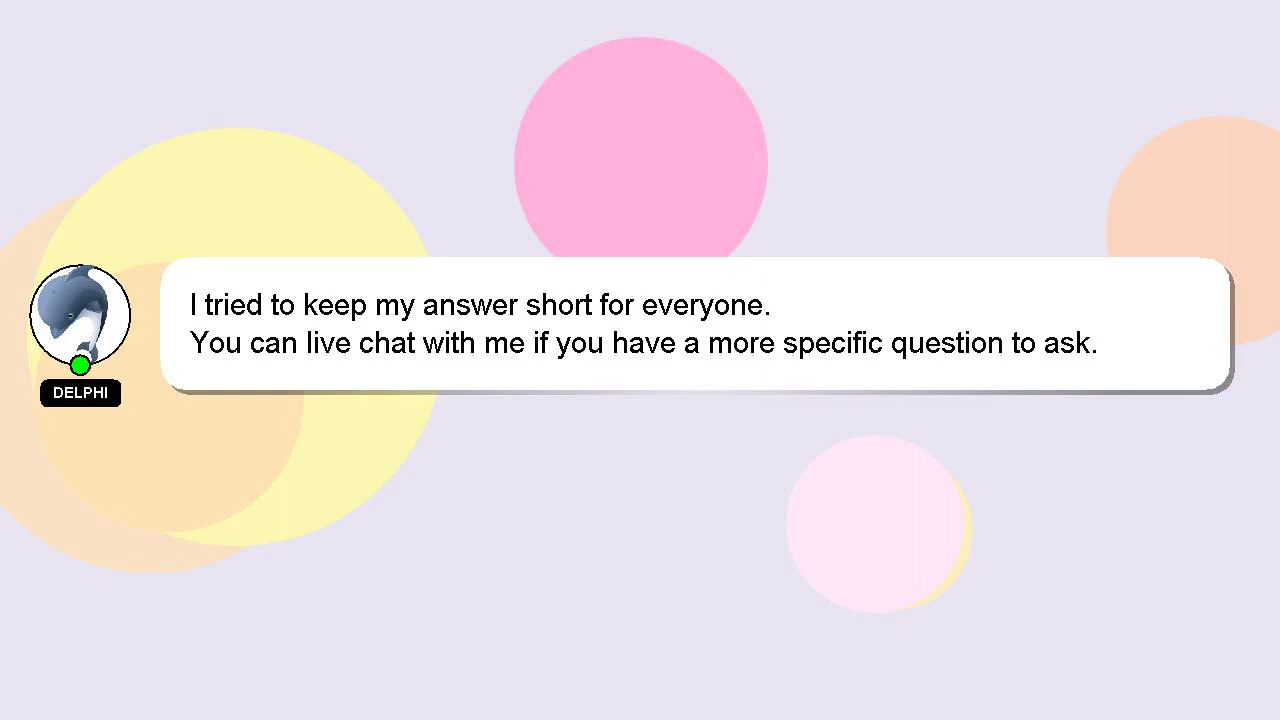 I tried to keep my answer short for everyone.
You can live chat with me if you have a more specific question to ask.
DELPHI